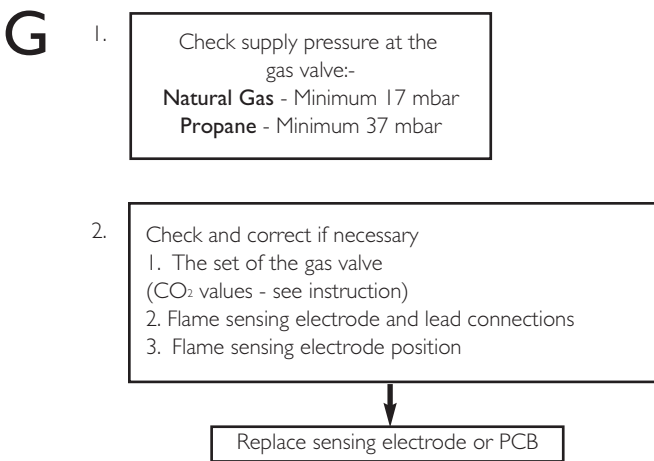 G
1.
Check supply pressure at the
gas valve:-
Natural Gas - Minimum 17 mbar
Propane - Minimum 37 mbar
2.
Check and correct if necessary
1. The set of the gas valve
(CO₂ values - see instruction)
2. Flame sensing electrode and lead connections
3. Flame sensing electrode position
Replace sensing electrode or PCB